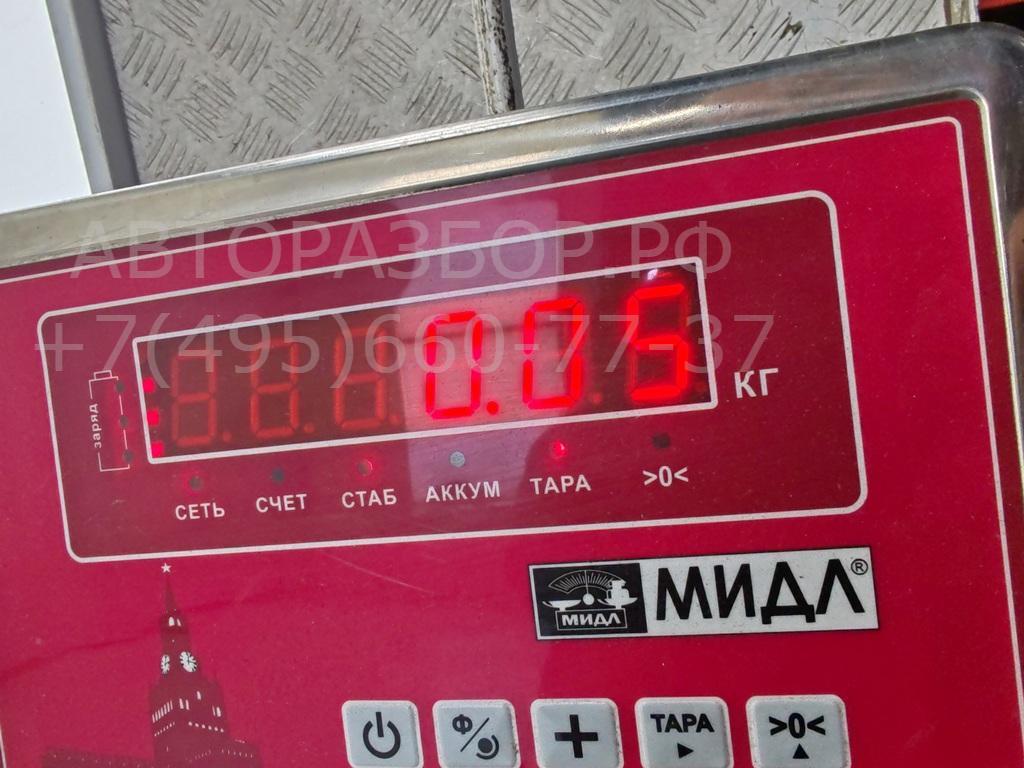 АВТОРАЗБОР.РФ
+7(495)660-77-37
0.05
КГ
заряд
СЕТЬ СЧЕТ СТАБ АККУМ ТАРА >0<
МИДЛ МИДЛ®
Ф/ + ТАРА >0<